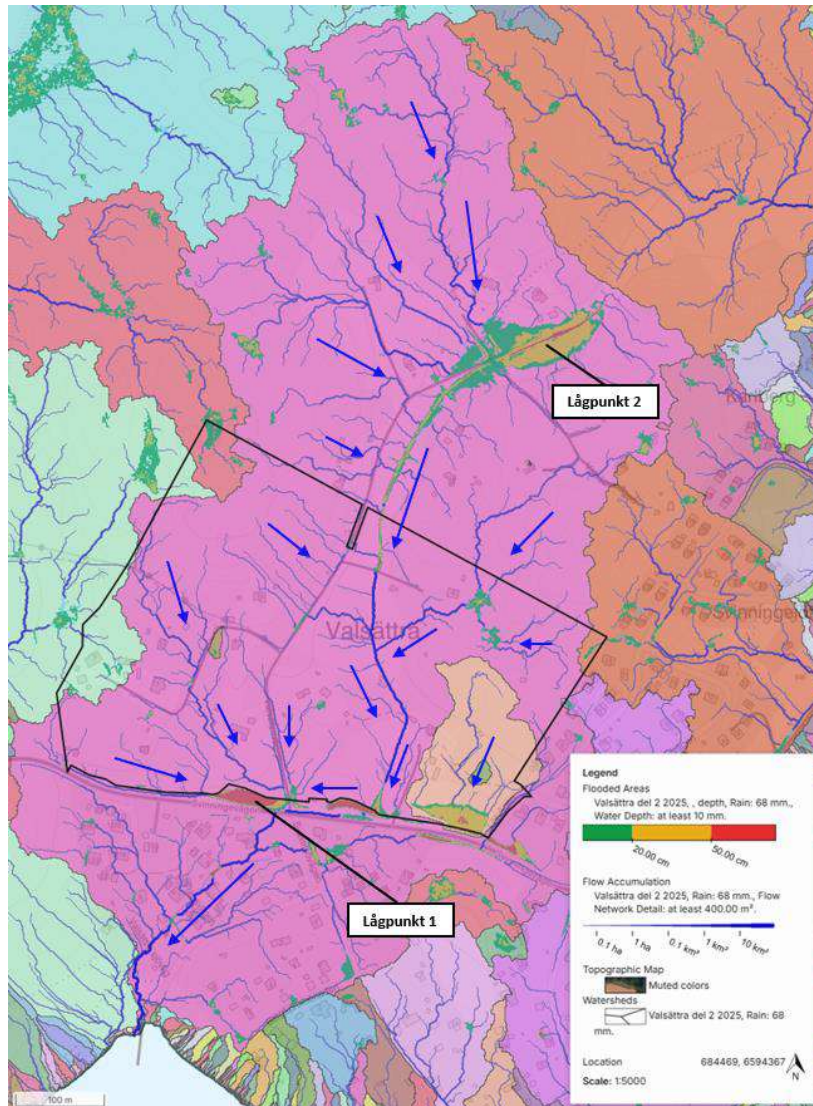 Lågpunkt 2
Valsättra
Lågpunkt 1
Legend
Flooded Areas
Valsättra del 2 2025, , depth, Rain: 68 mm.,
Water Depth: at least 10 mm.
20.00 cm
50.00 cm
Flow Accumulation
Valsättra del 2 2025, Rain: 68 mm., Flow
Network Detail: at least 400.00 m².
0.1 ha
1 ha
0.1 km²
1 km²
10 km²
Topographic Map
Muted colors
Watersheds
Valsättra del 2 2025, Rain: 68
mm.
Location 684469, 6594367
Scale: 1:5000
N
100 m